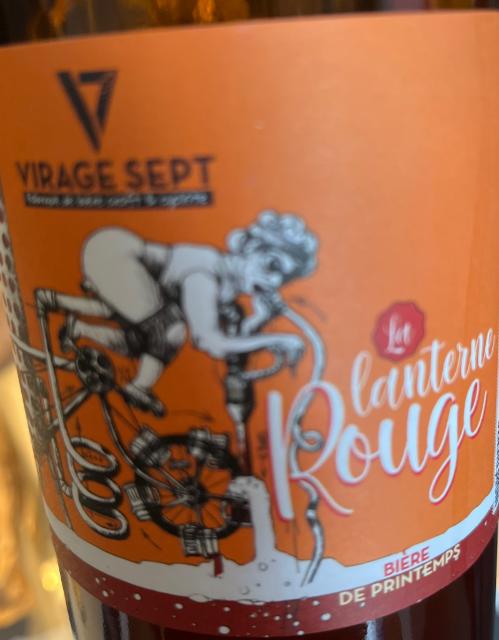 VIRAGE SEPT
La
lanterne
Rouge
BIÈRE
DE PRINTEMPS